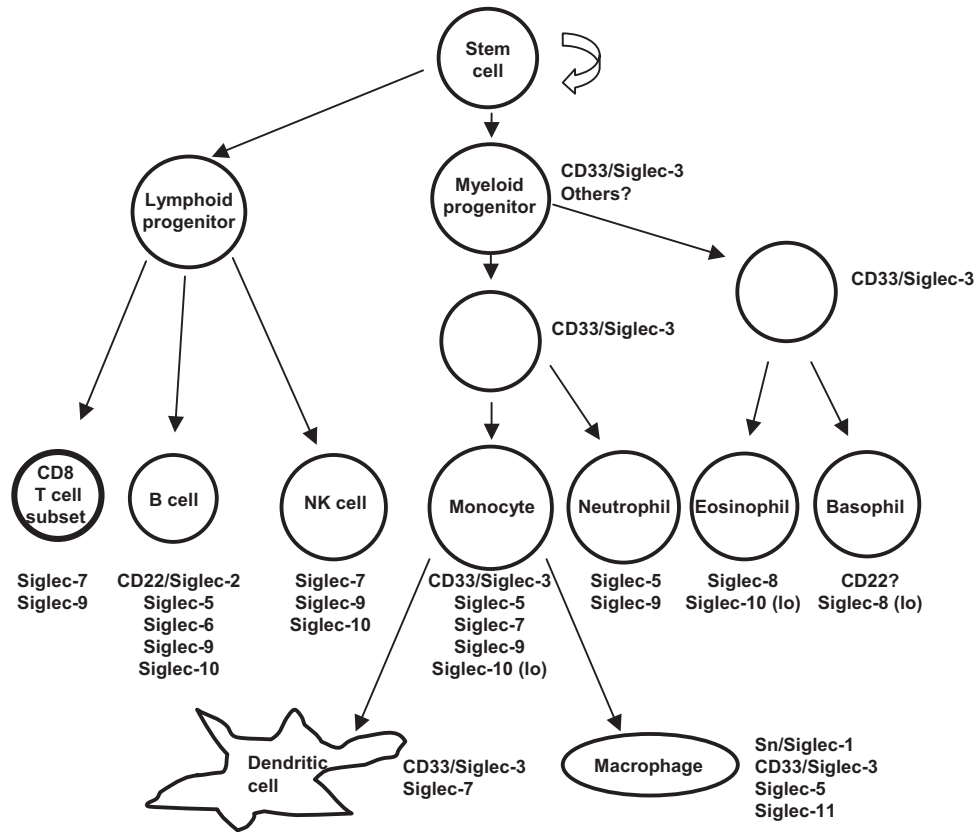 Stem
cell
CD33/Siglec-3
Others?
Myeloid
progenitor
Lymphoid
progenitor
CD33/Siglec-3
CD33/Siglec-3
CD8
T cell
subset
B cell
NK cell
Monocyte
Neutrophil
Eosinophil
Basophil
Siglec-7
Siglec-9
CD22/Siglec-2
Siglec-5
Siglec-6
Siglec-9
Siglec-10
Siglec-7
Siglec-9
Siglec-10
CD33/Siglec-3
Siglec-5
Siglec-7
Siglec-9
Siglec-10 (lo)
Siglec-5
Siglec-9
Siglec-8
Siglec-10 (lo)
CD22?
Siglec-8 (lo)
Dendritic
cell
CD33/Siglec-3
Siglec-7
Macrophage
Sn/Siglec-1
CD33/Siglec-3
Siglec-5
Siglec-11